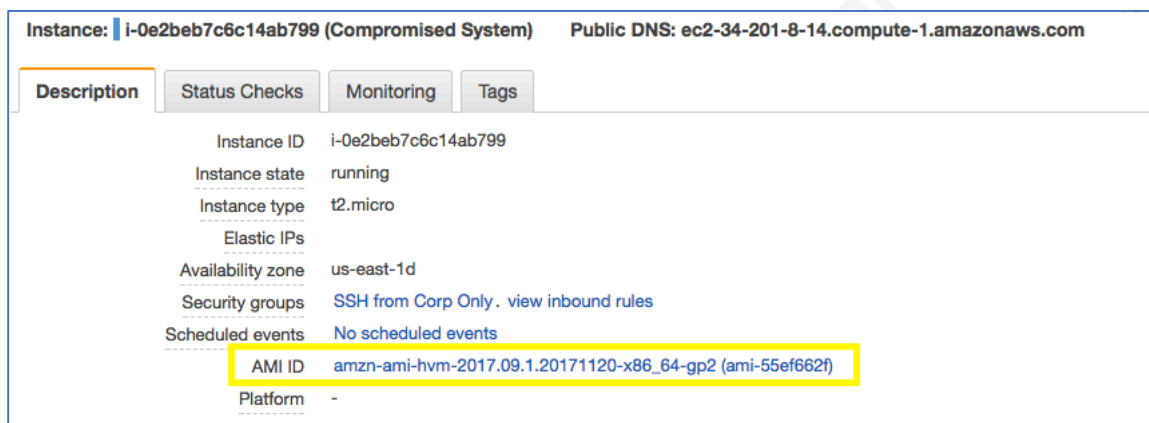 Instance: i-0e2beb7c6c14ab799 (Compromised System) Public DNS: ec2-34-201-8-14.compute-1.amazonaws.com
Description Status Checks Monitoring Tags
Instance ID i-0e2beb7c6c14ab799
Instance state running
Instance type t2.micro
Elastic IPs
Availability zone us-east-1d
Security groups SSH from Corp Only. view inbound rules
Scheduled events No scheduled events
AMI ID amzn-ami-hvm-2017.09.1.20171120-x86_64-gp2 (ami-55ef662f)
Platform -